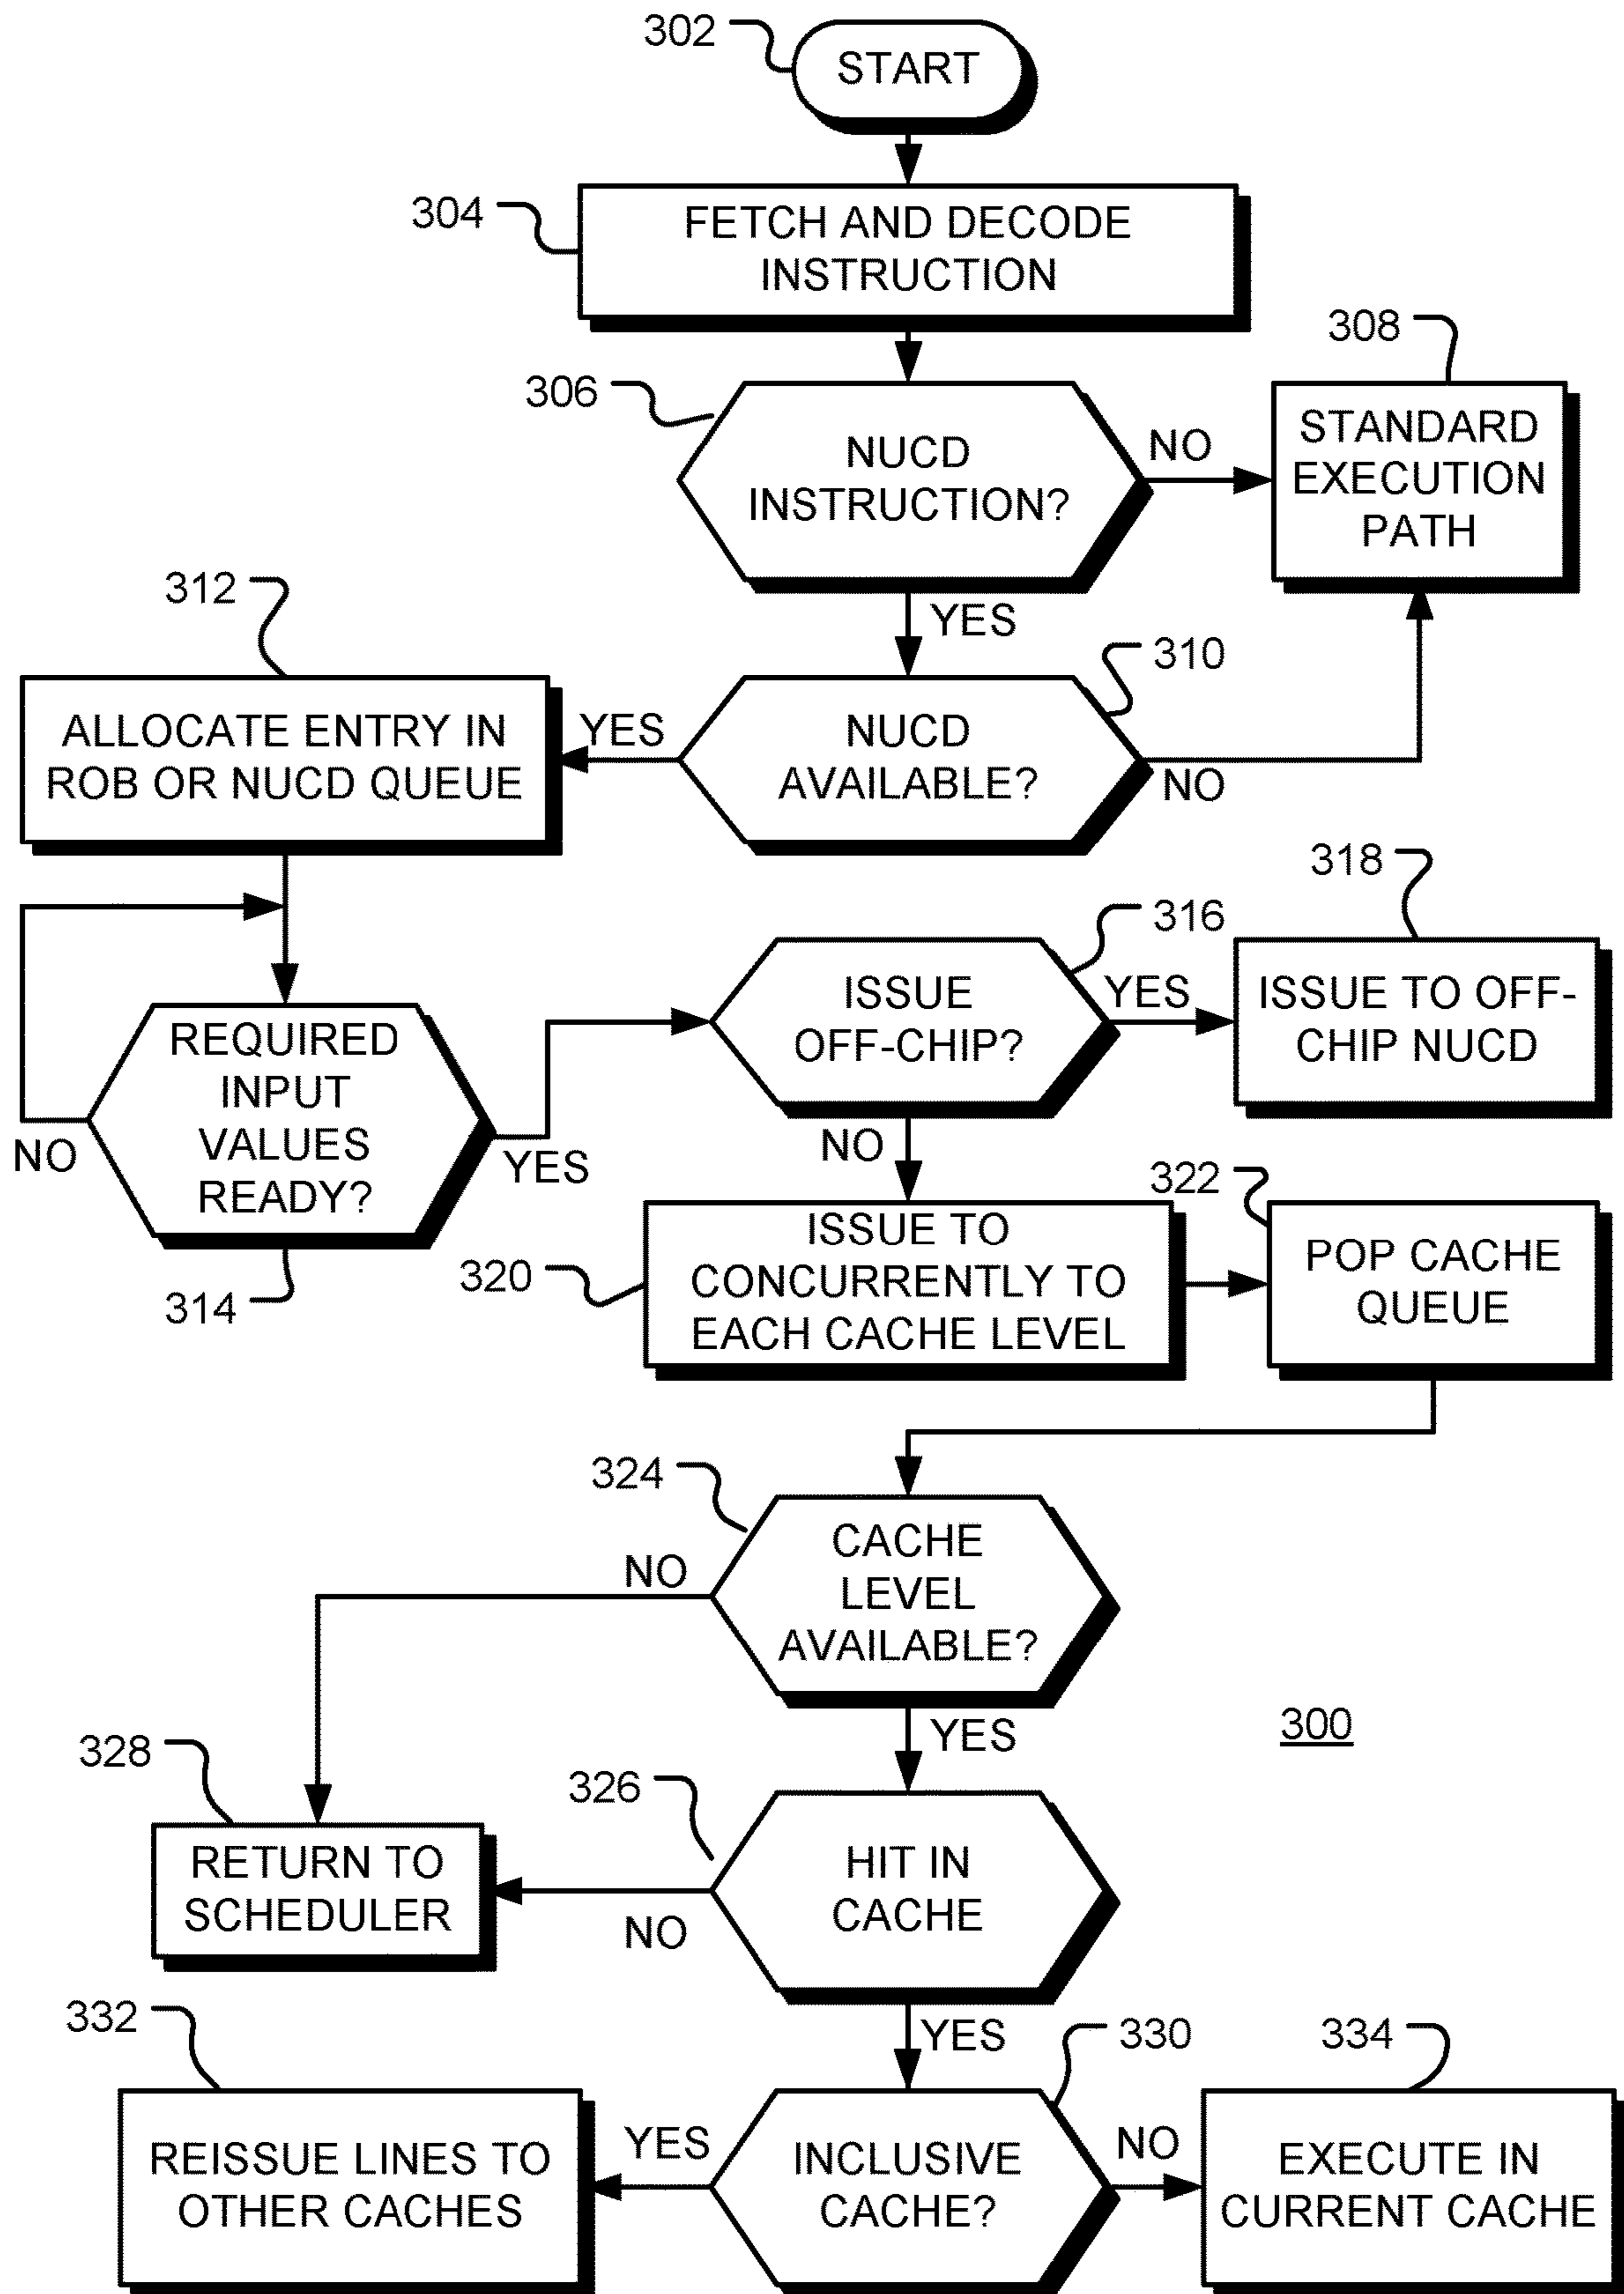 302
START
304
FETCH AND DECODE
INSTRUCTION
306
NUCD
INSTRUCTION?
NO
308
STANDARD
EXECUTION
PATH
YES
312
ALLOCATE ENTRY IN
ROB OR NUCD QUEUE
YES
310
NUCD
AVAILABLE?
NO
REQUIRED
INPUT
VALUES
READY?
NO
YES
314
316
ISSUE
OFF-CHIP?
YES
318
ISSUE TO OFF-
CHIP NUCD
NO
320
ISSUE TO
CONCURRENTLY TO
EACH CACHE LEVEL
322
POP CACHE
QUEUE
324
CACHE
LEVEL
AVAILABLE?
NO
YES
300
328
RETURN TO
SCHEDULER
326
HIT IN
CACHE
NO
YES
332
REISSUE LINES TO
OTHER CACHES
YES
330
INCLUSIVE
CACHE?
NO
334
EXECUTE IN
CURRENT CACHE